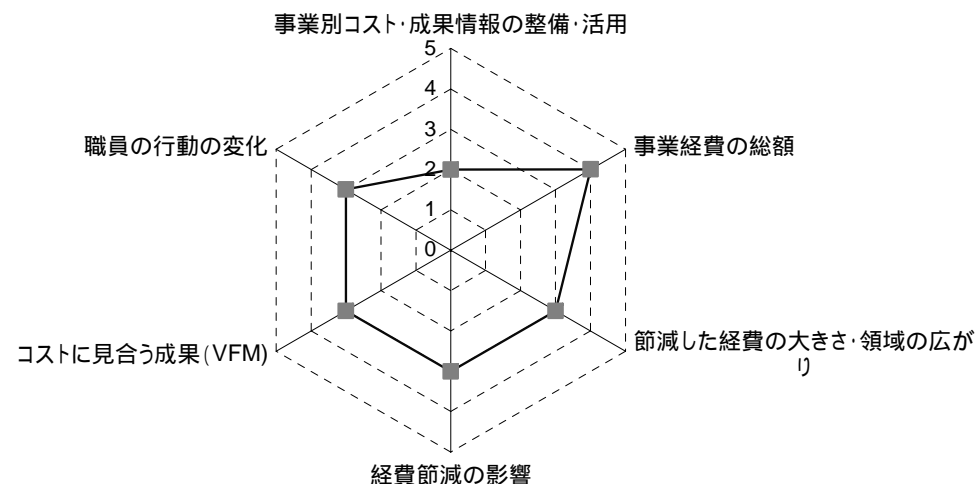 事業別コスト・成果情報の整備・活用
5
4
職員の行動の変化
3
事業経費の総額
2
1
0
コストに見合う成果(VFM)
節減した経費の大きさ・領域の広が
り
経費節減の影響